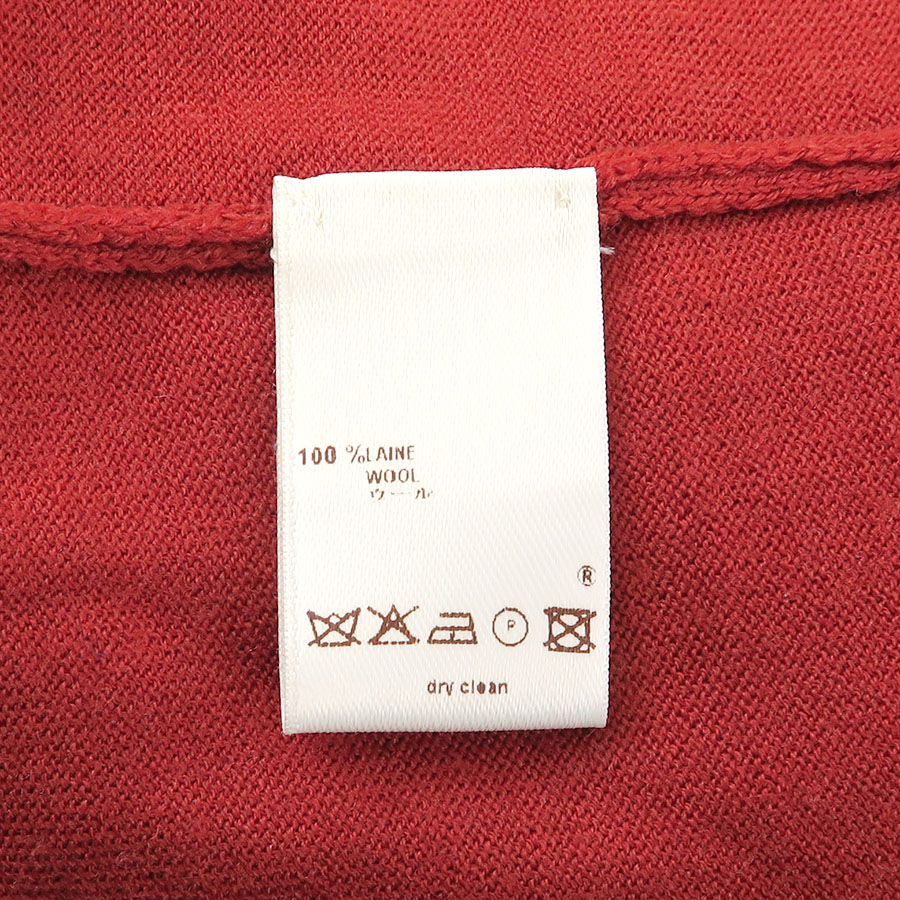 100 %LAINE
WOOL
ウール
®
P
dry clean